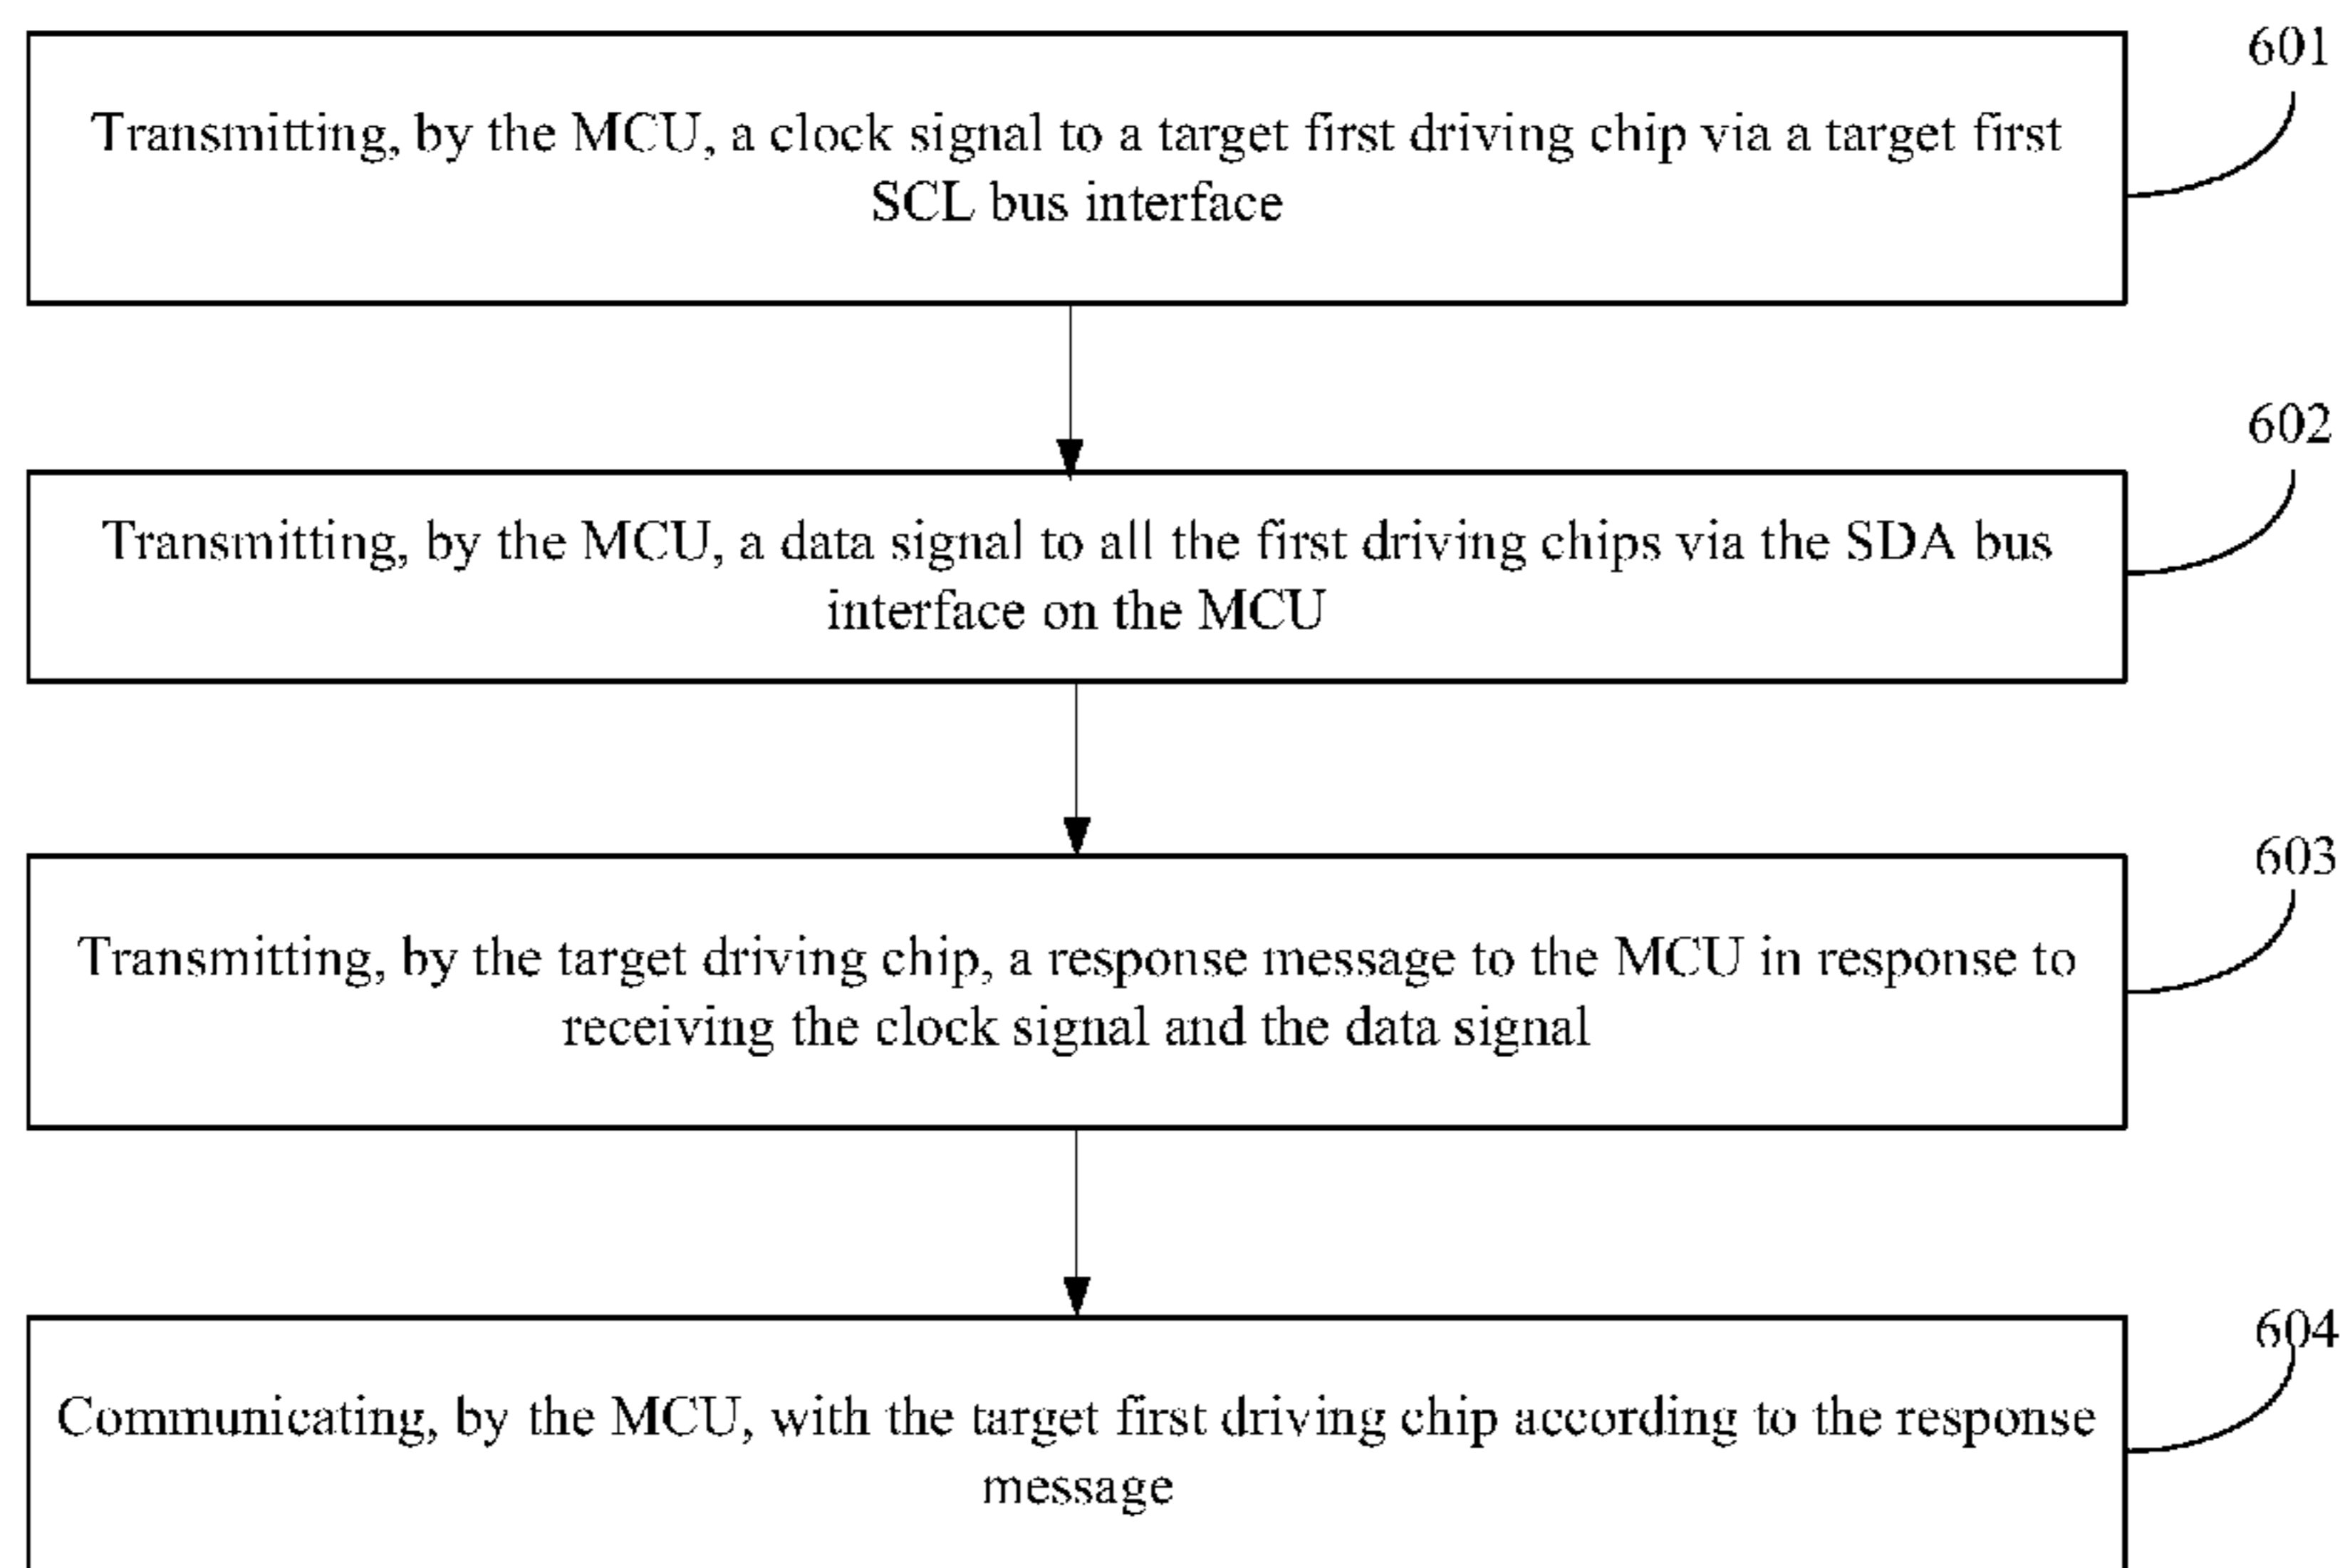 601
Transmitting, by the MCU, a clock signal to a target first driving chip via a target first
SCL bus interface
602
Transmitting, by the MCU, a data signal to all the first driving chips via the SDA bus
interface on the MCU
603
Transmitting, by the target driving chip, a response message to the MCU in response to
receiving the clock signal and the data signal
604
Communicating, by the MCU, with the target first driving chip according to the response
message